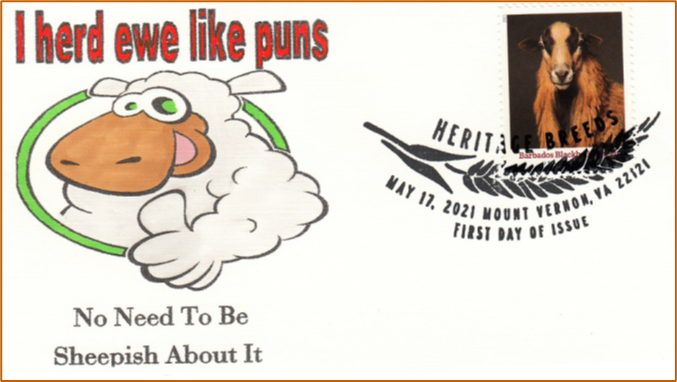 I herd ewe like puns
No Need To Be
Sheepish About It
HERITAGE BREEDS
Barbados
MAY 17, 2021 MOUNT VERNON, VA 22121
FIRST DAY OF ISSUE